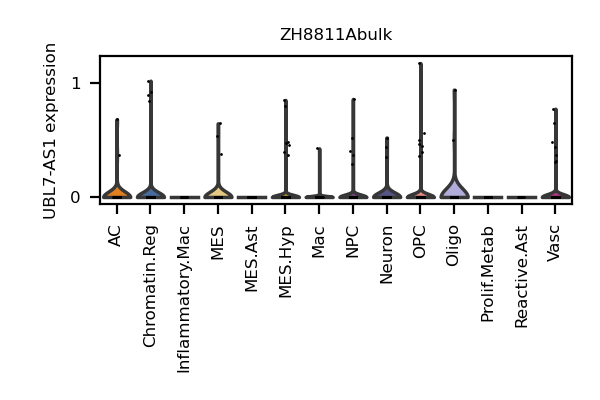 ZH8811Abulk
UBL7-AS1 expression
1
0
AC
Chromatin.Reg
Inflammatory.Mac
MES
MES.Ast
MES.Hyp
Mac
NPC
Neuron
OPC
Oligo
Prolif.Metab
Reactive.Ast
Vasc